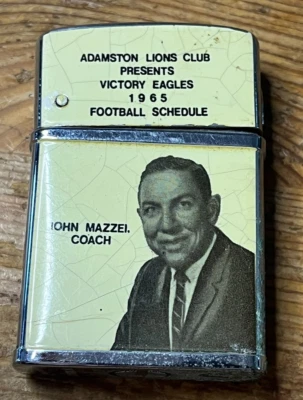 ADAMSTON LIONS CLUB
PRESENTS
VICTORY EAGLES
1965
FOOTBALL SCHEDULE
JOHN MAZZEI,
COACH